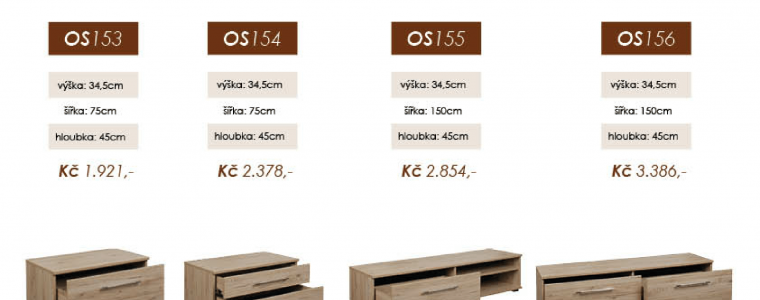 OS153 OS154 OS155 OS156
výška: 34,5cm výška: 34,5cm výška: 34,5cm výška: 34,5cm
šířka: 75cm šířka: 75cm šířka: 150cm šířka: 150cm
hloubka: 45cm hloubka: 45cm hloubka: 45cm hloubka: 45cm
Kč 1.921,- Kč 2.378,- Kč 2.854,- Kč 3.386,-